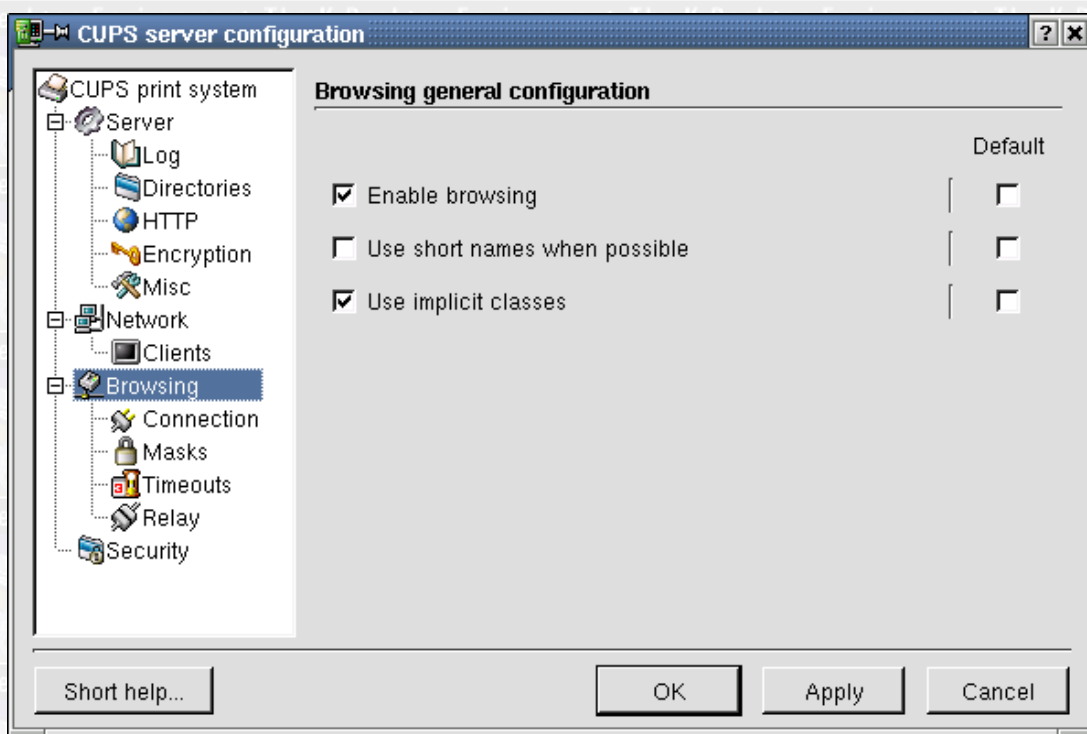 CUPS server configuration
CUPS print system
Server
Log
Directories
HTTP
Encryption
Misc
Network
Clients
Browsing
Connection
Masks
Timeouts
Relay
Security
Browsing general configuration
Default
Enable browsing
Use short names when possible
Use implicit classes
Short help...
OK
Apply
Cancel